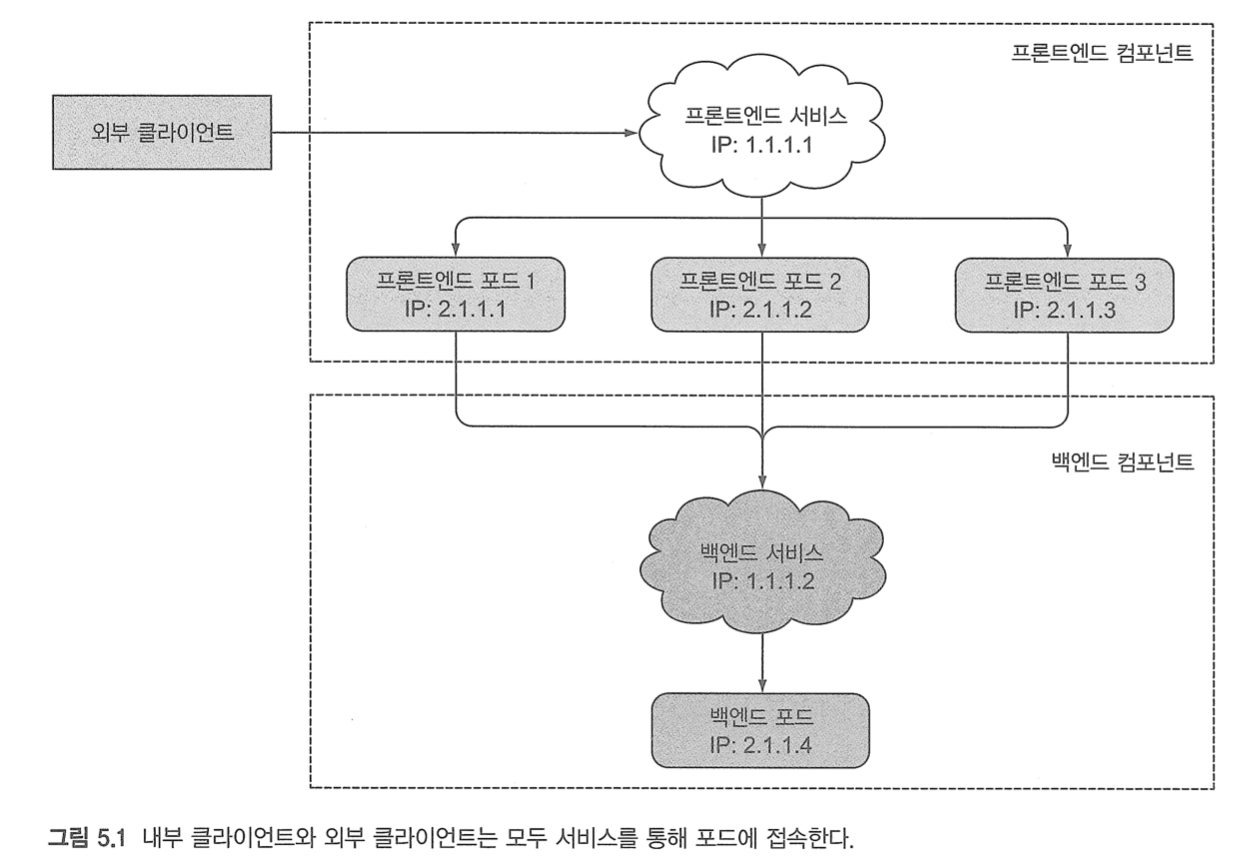 프론트엔드 컴포넌트
외부 클라이언트
프론트엔드 서비스
IP: 1.1.1.1
프론트엔드 포드 1
IP: 2.1.1.1
프론트엔드 포드 2
IP: 2.1.1.2
프론트엔드 포드 3
IP: 2.1.1.3
백엔드 컴포넌트
백엔드 서비스
IP: 1.1.1.2
백엔드 포드
IP: 2.1.1.4
그림 5.1 내부 클라이언트와 외부 클라이언트는 모두 서비스를 통해 포드에 접속한다.